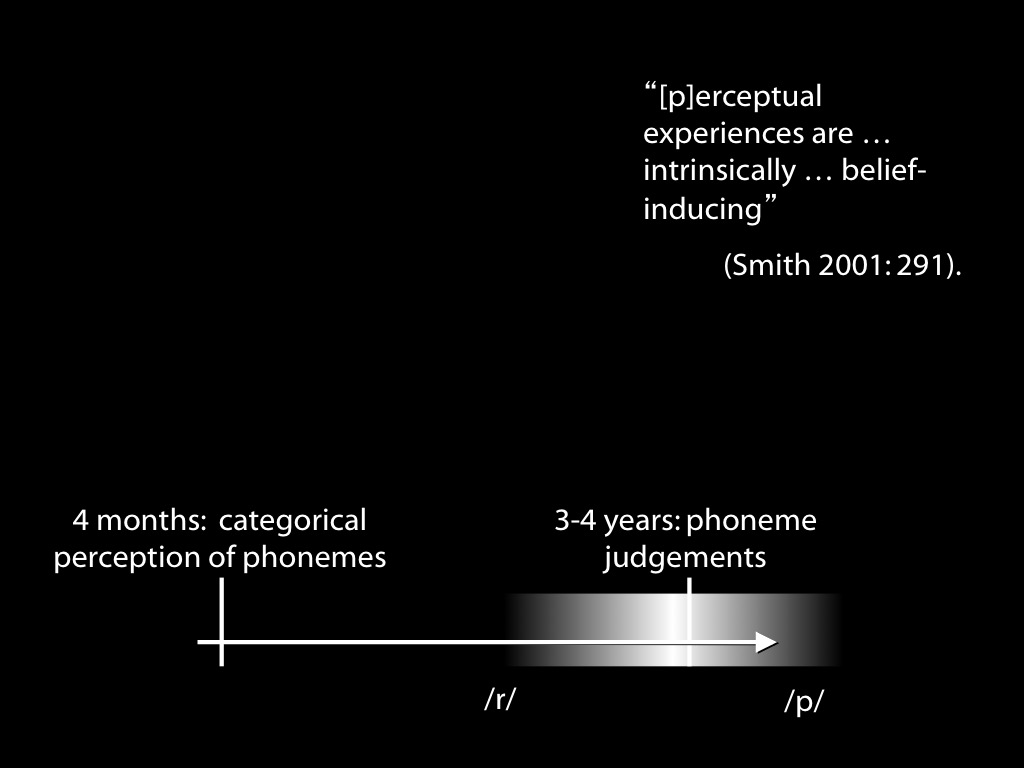 “[p]erceptual
experiences are …
intrinsically … belief-
inducing”
(Smith 2001: 291).
4 months: categorical
perception of phonemes
3-4 years: phoneme
judgements
/r/
/p/